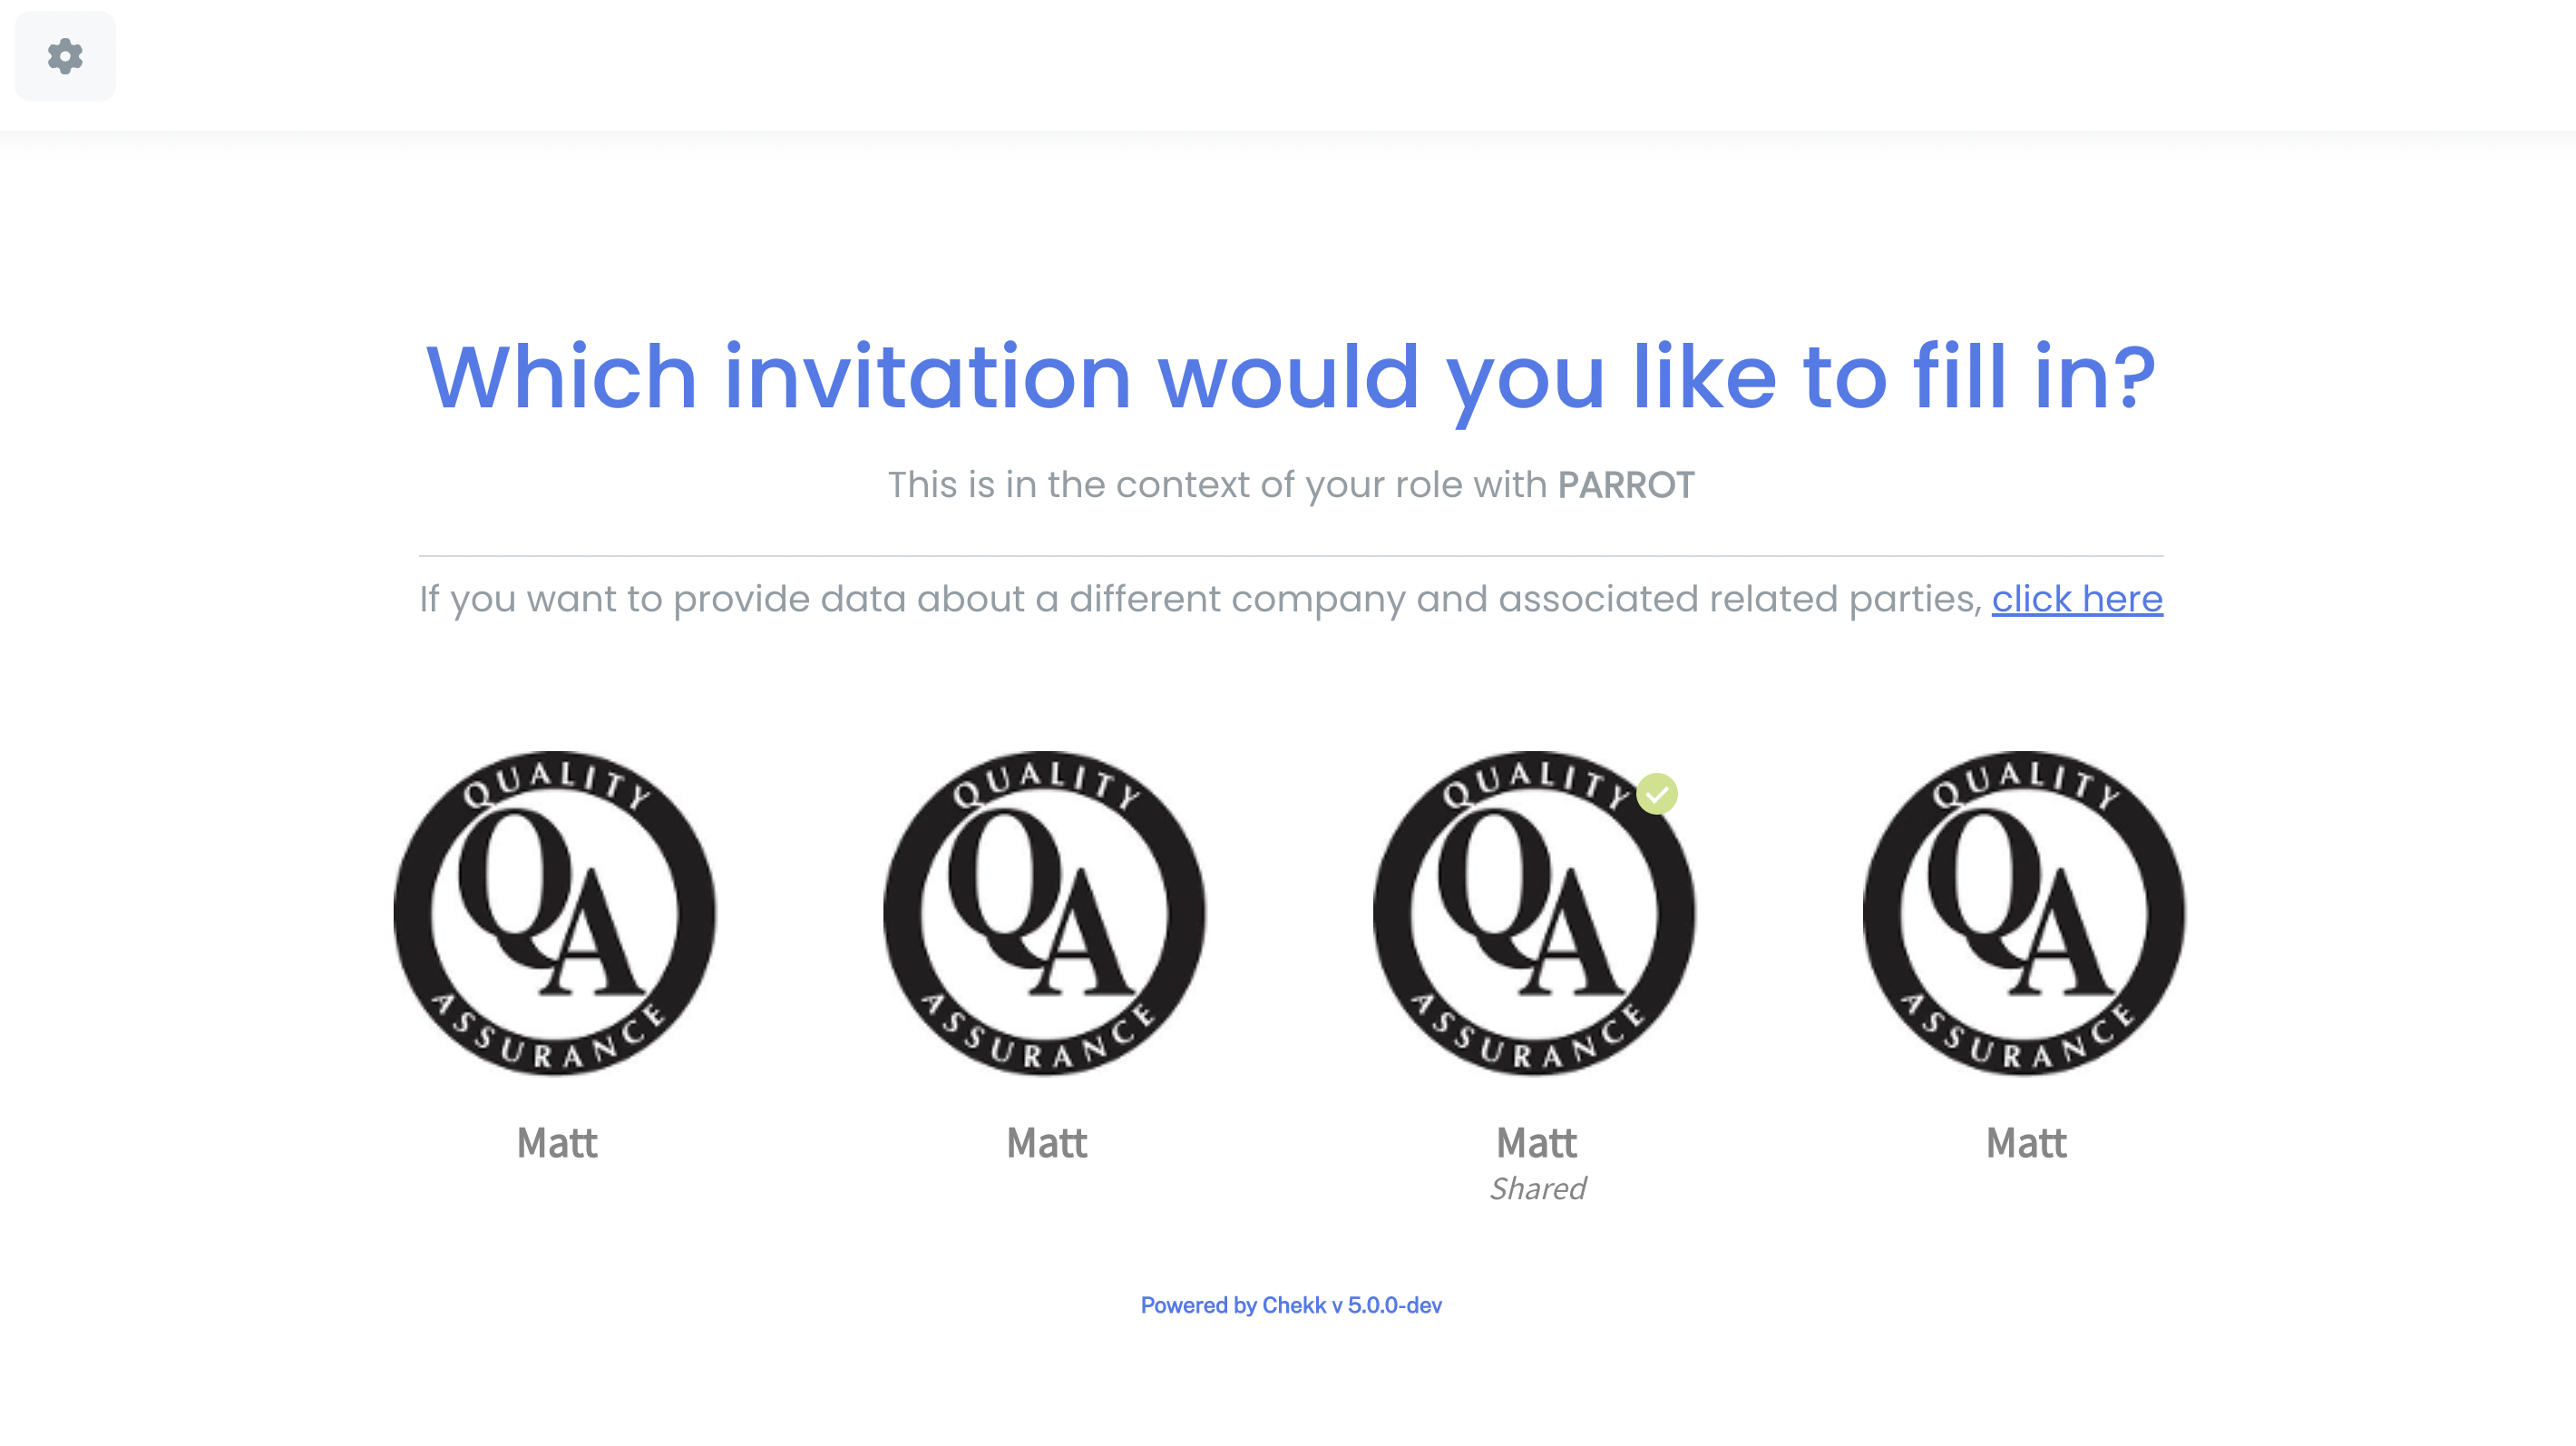 Which invitation would you like to fill in?
This is in the context of your role with PARROT
If you want to provide data about a different company and associated related parties, click here
QUALITY
QA
ASSURANCE
QUALITY
QA
ASSURANCE
QUALITY
QA
ASSURANCE
QUALITY
QA
ASSURANCE
Matt
Matt
Matt
Matt
Shared
Powered by Chekk v 5.0.0-dev